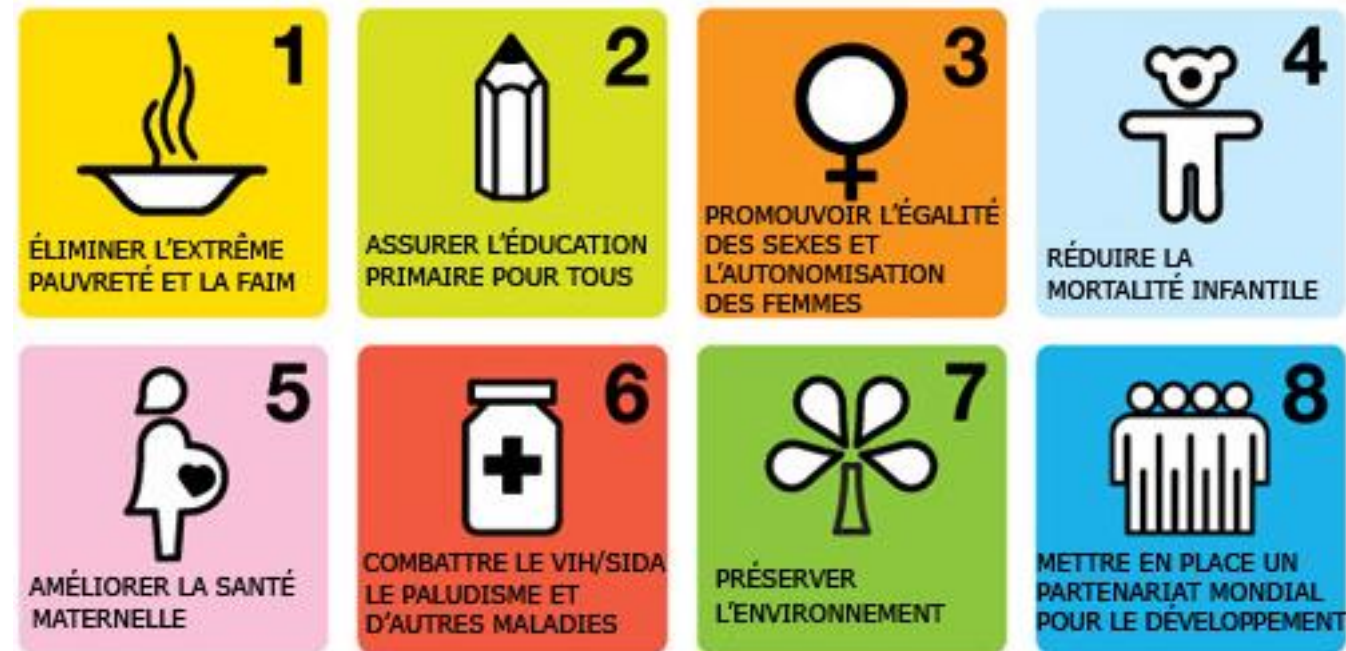 1
ÉLIMINER L'EXTRÊME
PAUVRETÉ ET LA FAIM
2
ASSURER L'ÉDUCATION
PRIMAIRE POUR TOUS
3
PROMOUVOIR L'ÉGALITÉ
DES SEXES ET
L'AUTONOMISATION
DES FEMMES
4
RÉDUIRE LA
MORTALITÉ INFANTILE
5
AMÉLIORER LA SANTÉ
MATERNELLE
6
COMBATTRE LE VIH/SIDA
LE PALUDISME ET
D'AUTRES MALADIES
7
PRÉSERVER
L'ENVIRONNEMENT
8
METTRE EN PLACE UN
PARTENARIAT MONDIAL
POUR LE DÉVELOPPEMENT